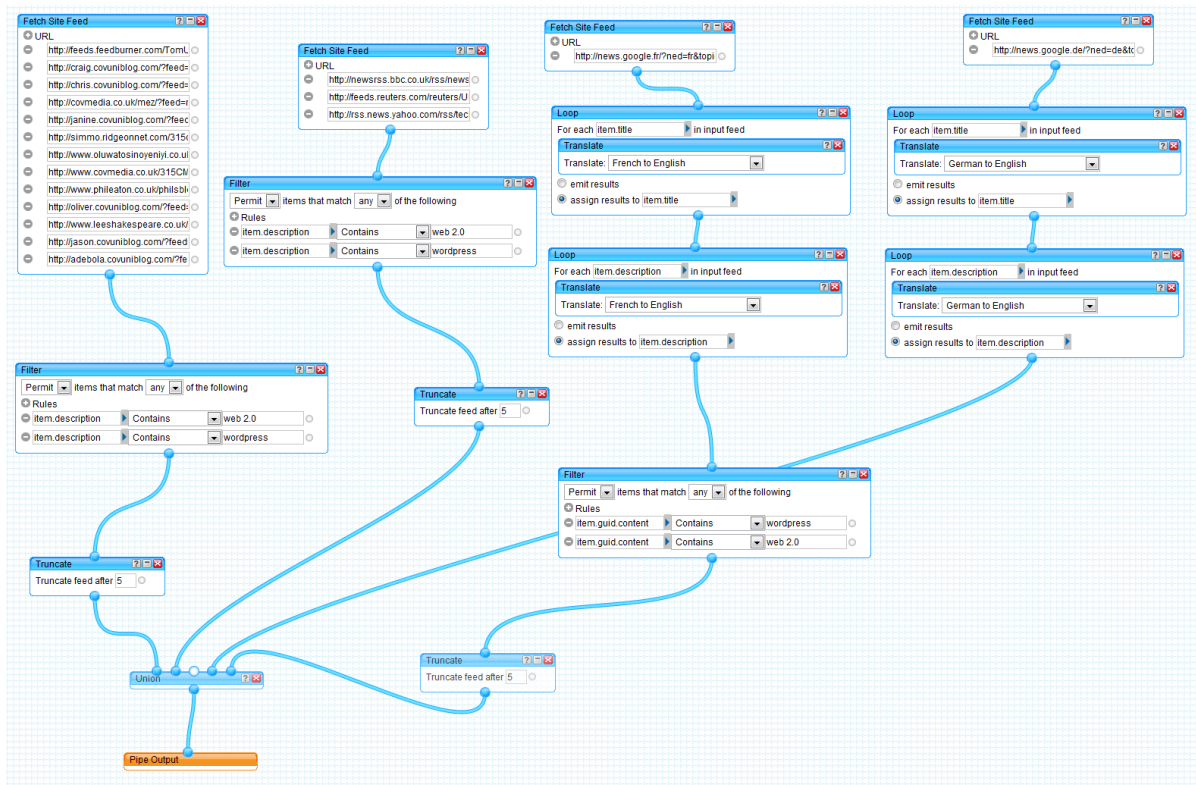 Fetch Site Feed
URL
http://feeds.feedburner.com/TomU
http://craig.covuniblog.com/?feed=
http://chris.covuniblog.com/?feed=
http://covmedia.co.uk/mez/?feed=r
http://janine.covuniblog.com/?feed
http://simmo.ridgeonnet.com/315c
http://www.oluwatosinoyeniyi.co.ul
http://www.covmedia.co.uk/315CM
http://www.phileaton.co.uk/philsbl
http://oliver.covuniblog.com/?feed:
http://www.leeshakespeare.co.uk/
http://jason.covuniblog.com/?feed
http://adebola.covuniblog.com/?fe
Filter
Permit items that match any of the following
Rules
item.description Contains web 2.0
item.description Contains wordpress
Truncate
Truncate feed after 5
Fetch Site Feed
URL
http://newsrss.bbc.co.uk/rss/news
http://feeds.reuters.com/reuters/U
http://rss.news.yahoo.com/rss/tec
Filter
Permit items that match any of the following
Rules
item.description Contains web 2.0
item.description Contains wordpress
Truncate
Truncate feed after 5
Fetch Site Feed
URL
http://news.google.fr/?ned=fr&topi
Loop
For each item.title in input feed
Translate
Translate: French to English
emit results
assign results to item.title
Loop
For each item.description in input feed
Translate
Translate: French to English
emit results
assign results to item.description
Filter
Permit items that match any of the following
Rules
item.guid.content Contains wordpress
item.guid.content Contains web 2.0
Truncate
Truncate feed after 5
Fetch Site Feed
URL
http://news.google.de/?ned=de&tc
Loop
For each item.title in input feed
Translate
Translate: German to English
emit results
assign results to item.title
Loop
For each item.description in input feed
Translate
Translate: German to English
emit results
assign results to item.description
Union
Pipe Output